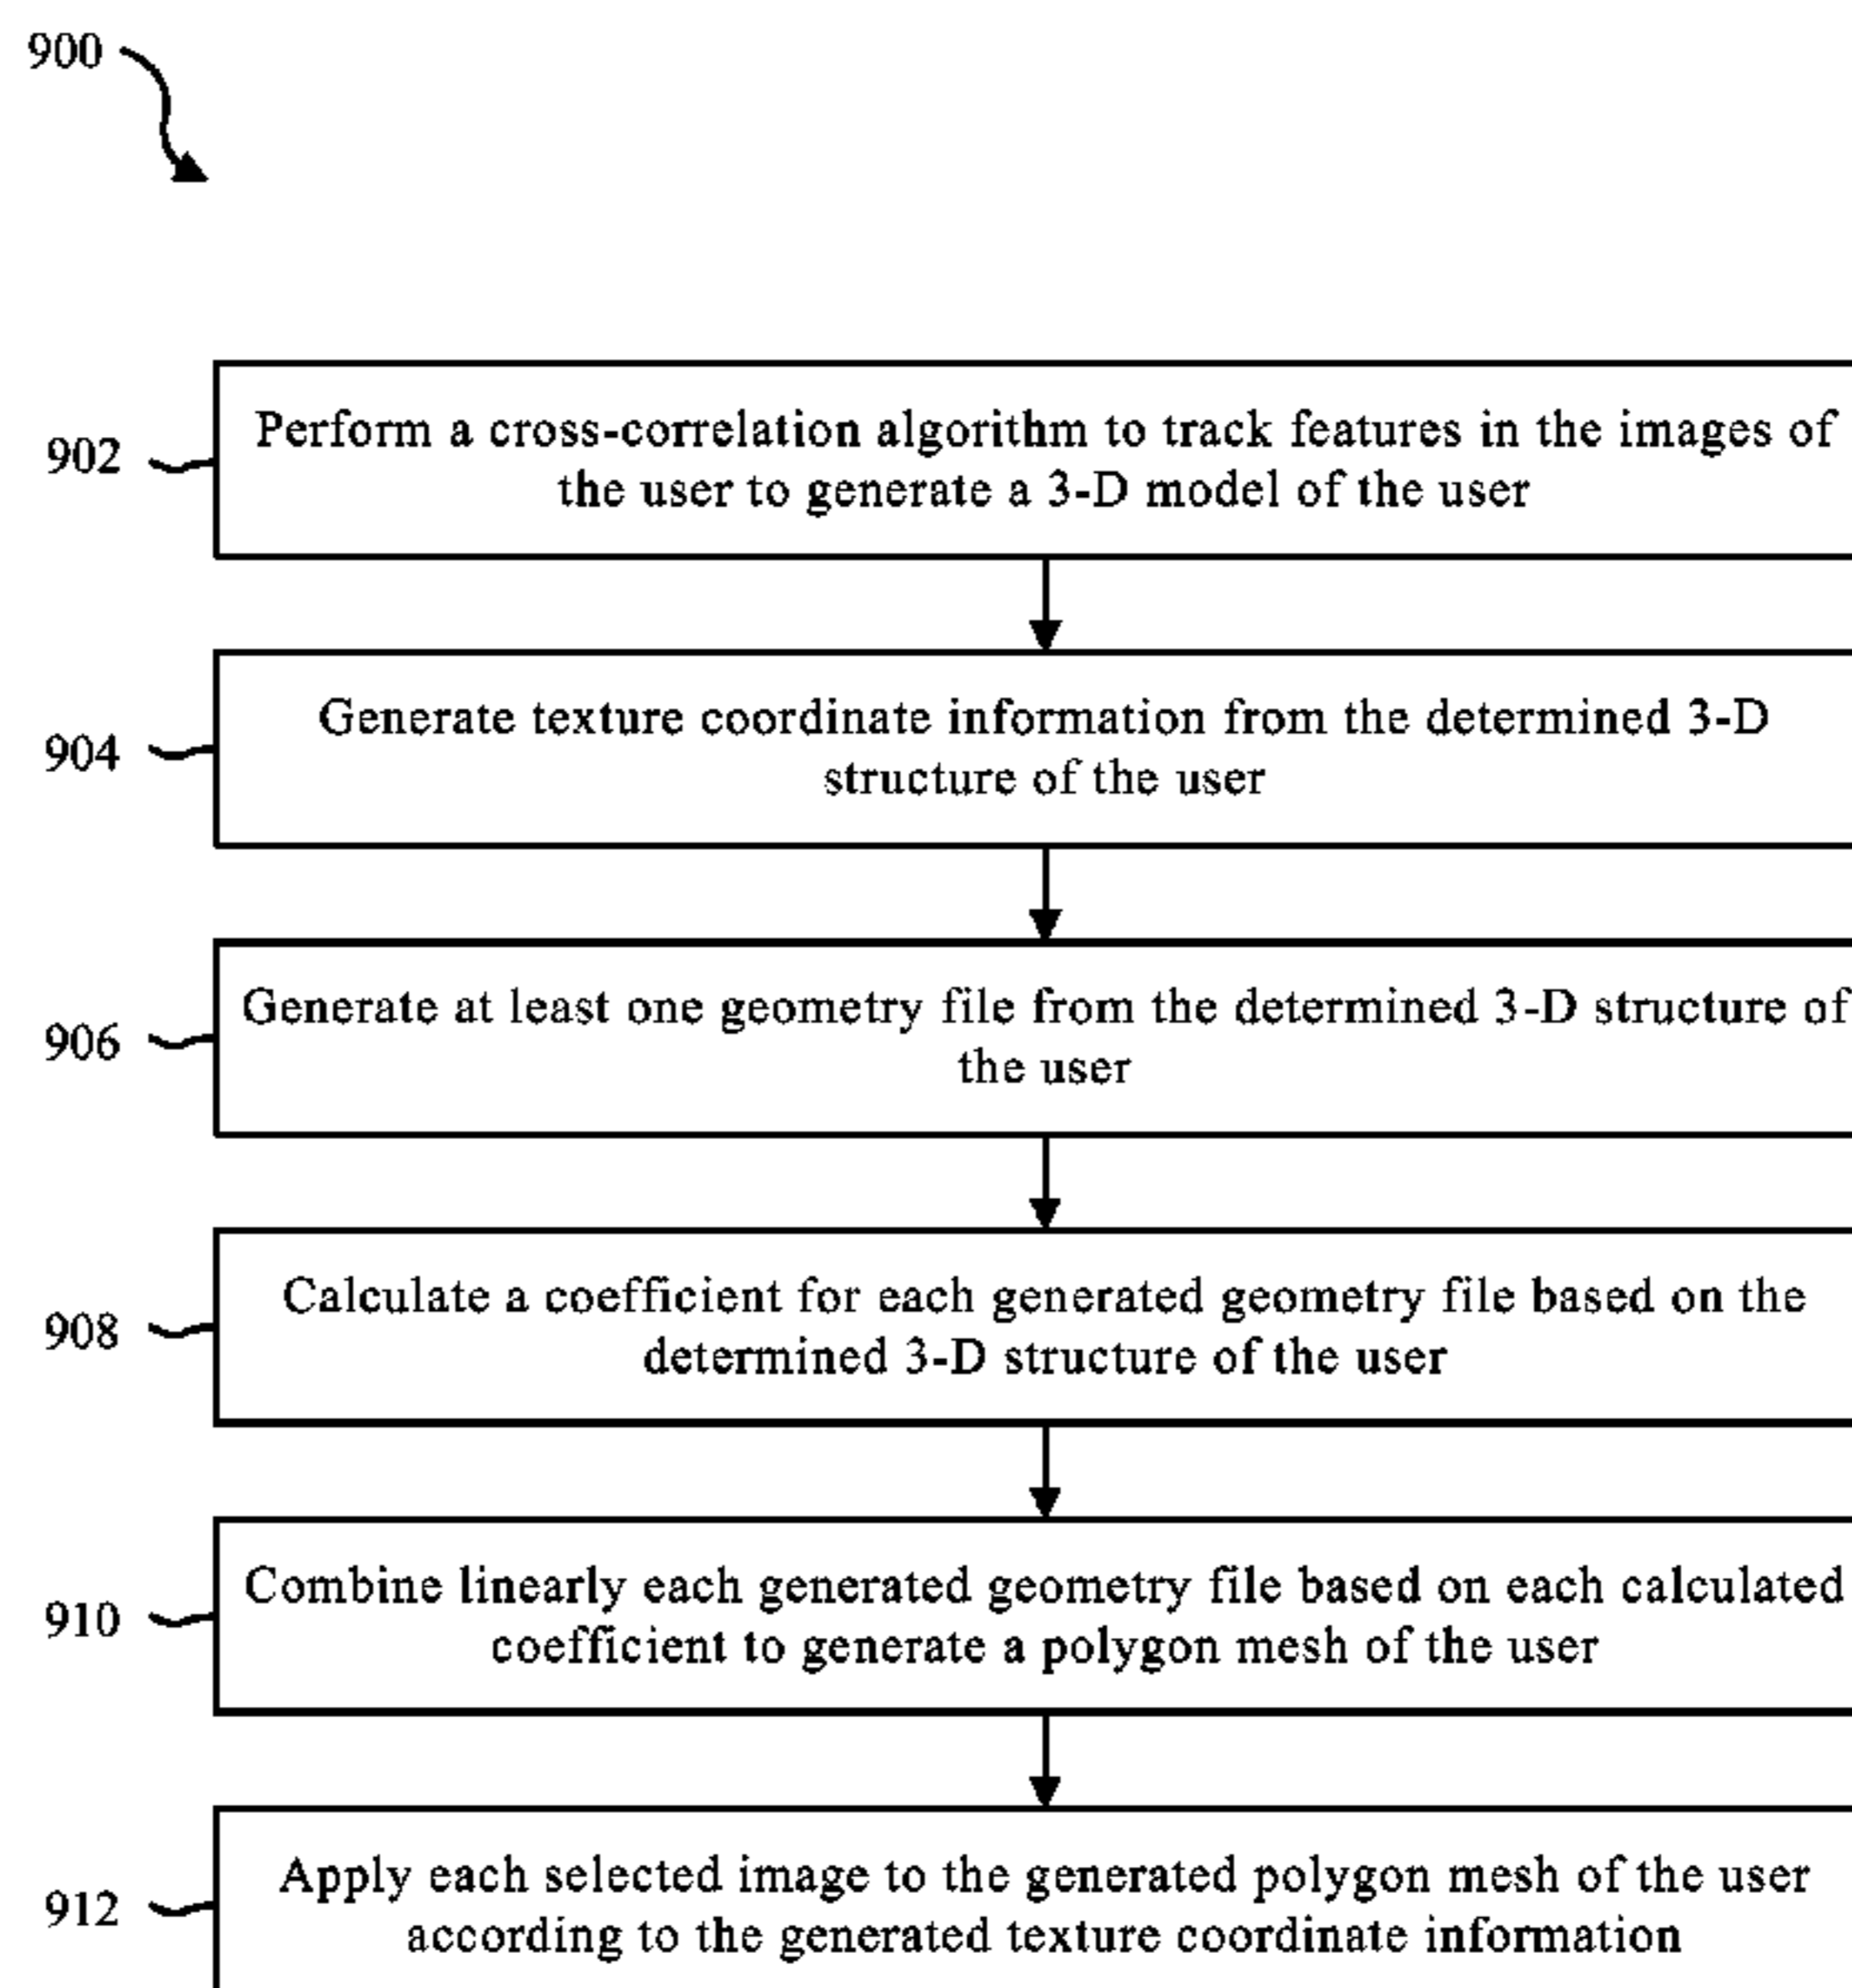 900
902
Perform a cross-correlation algorithm to track features in the images of
the user to generate a 3-D model of the user
904
Generate texture coordinate information from the determined 3-D
structure of the user
906
Generate at least one geometry file from the determined 3-D structure of
the user
908
Calculate a coefficient for each generated geometry file based on the
determined 3-D structure of the user
910
Combine linearly each generated geometry file based on each calculated
coefficient to generate a polygon mesh of the user
912
Apply each selected image to the generated polygon mesh of the user
according to the generated texture coordinate information